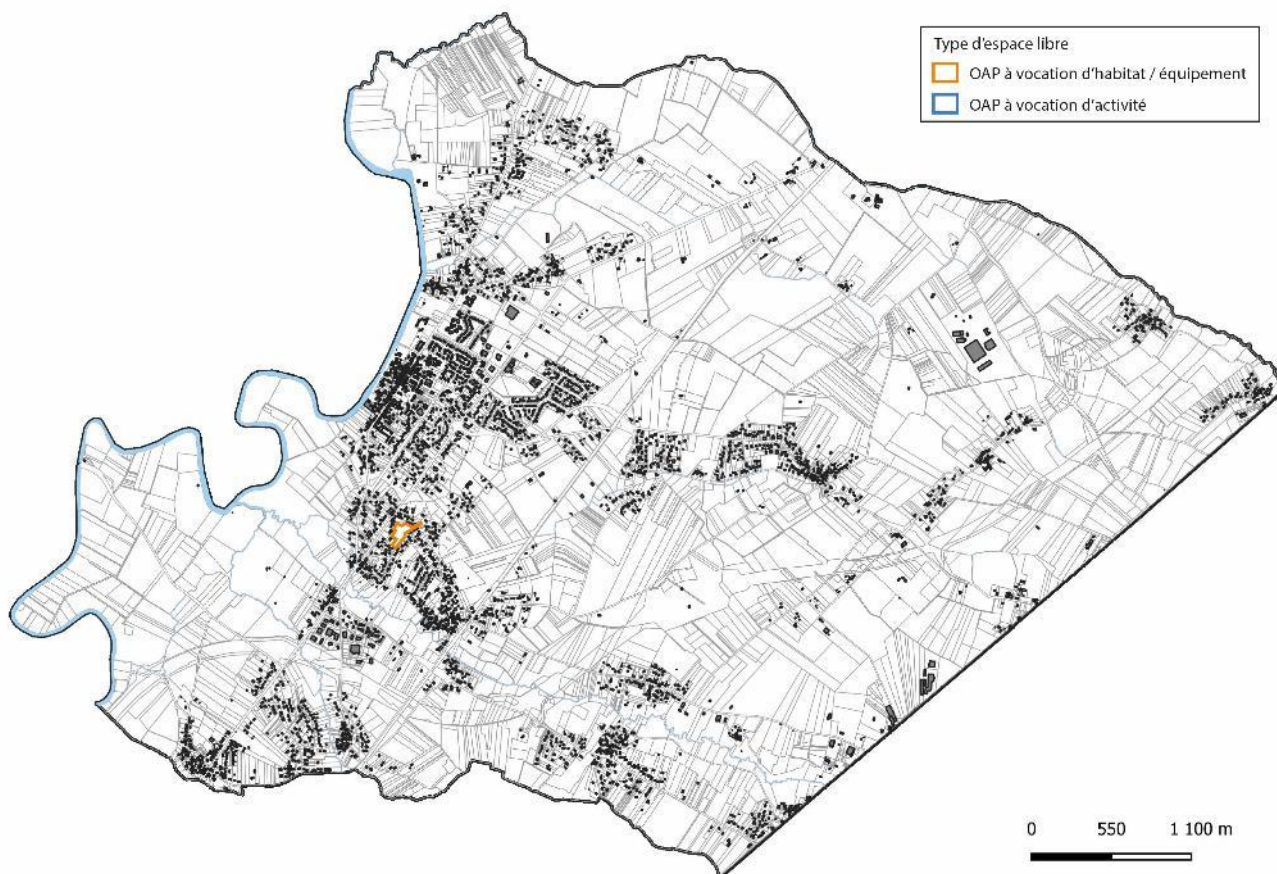 Type d'espace libre
OAP à vocation d'habitat / équipement
OAP à vocation d'activité
0 550 1 100 m